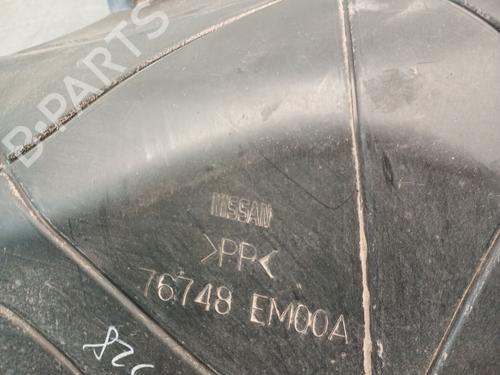 B-PARTS
NISSAN
>PP<
76748 EM00A